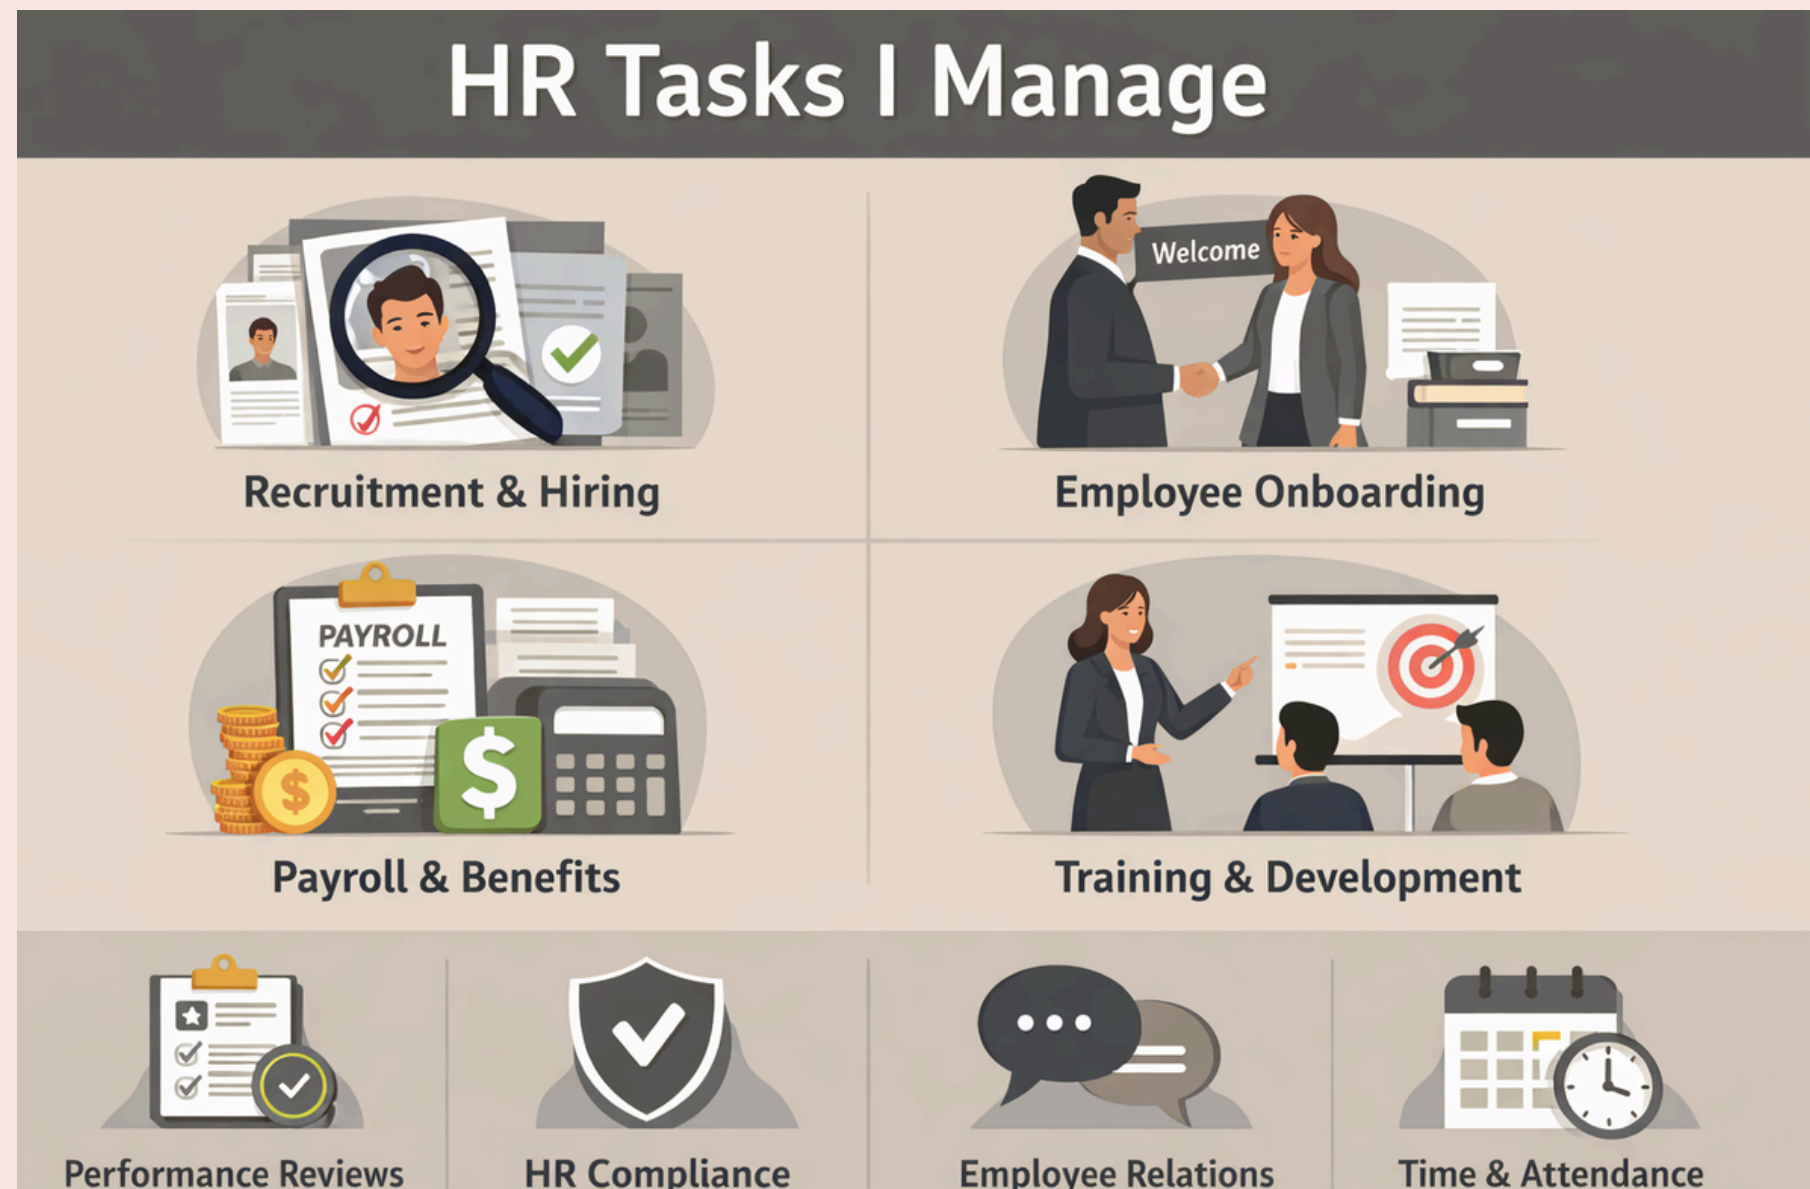 HR Tasks I Manage
Welcome
Recruitment & Hiring
Employee Onboarding
PAYROLL
$
$
Payroll & Benefits
Training & Development
Performance Reviews
HR Compliance
Employee Relations
Time & Attendance